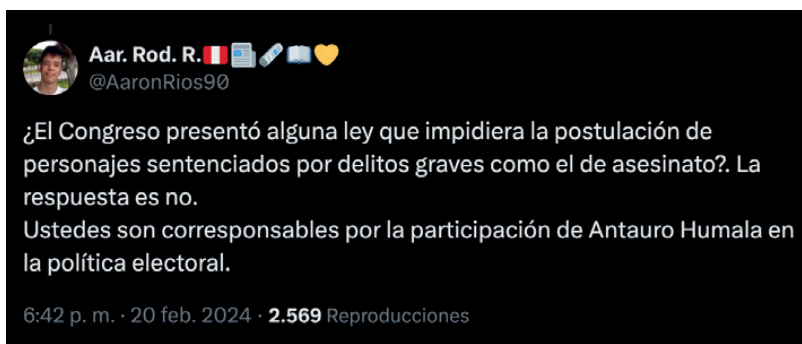 Aar. Rod. R.🇵🇪📰🗞️📖💛
@AaronRios90
¿El Congreso presentó alguna ley que impidiera la postulación de
personajes sentenciados por delitos graves como el de asesinato?. La
respuesta es no.
Ustedes son corresponsables por la participación de Antauro Humala en
la política electoral.
6:42 p. m. · 20 feb. 2024 · 2.569 Reproducciones